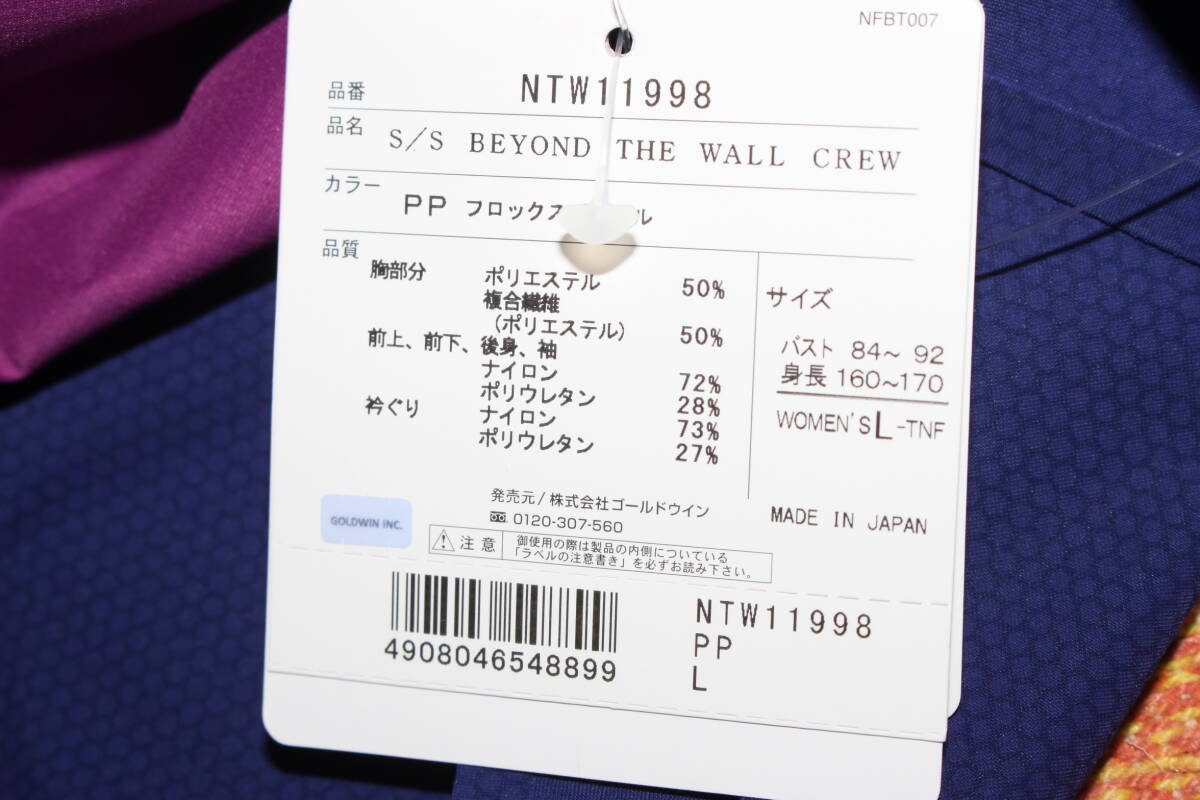 NFBT007
品番 NTW11998
品名 S/S BEYOND THE WALL CREW
カラー PP フロックス
品質
胸部分 ポリエステル 50%
複合繊維
(ポリエステル) 50%
前上、前下、後身、袖
ナイロン 72%
ポリウレタン 28%
衿ぐり ナイロン 73%
ポリウレタン 27%
サイズ
バスト 84~ 92
身長 160~170
WOMEN'S L-TNF
MADE IN JAPAN
GOLDWIN INC.
発売元/株式会社ゴールドウイン
0120-307-560
注意 御使用の際は製品の内側についている
「ラベルの注意書き」を必ずお読み下さい。
4908046548899
NTW11998
PP
L